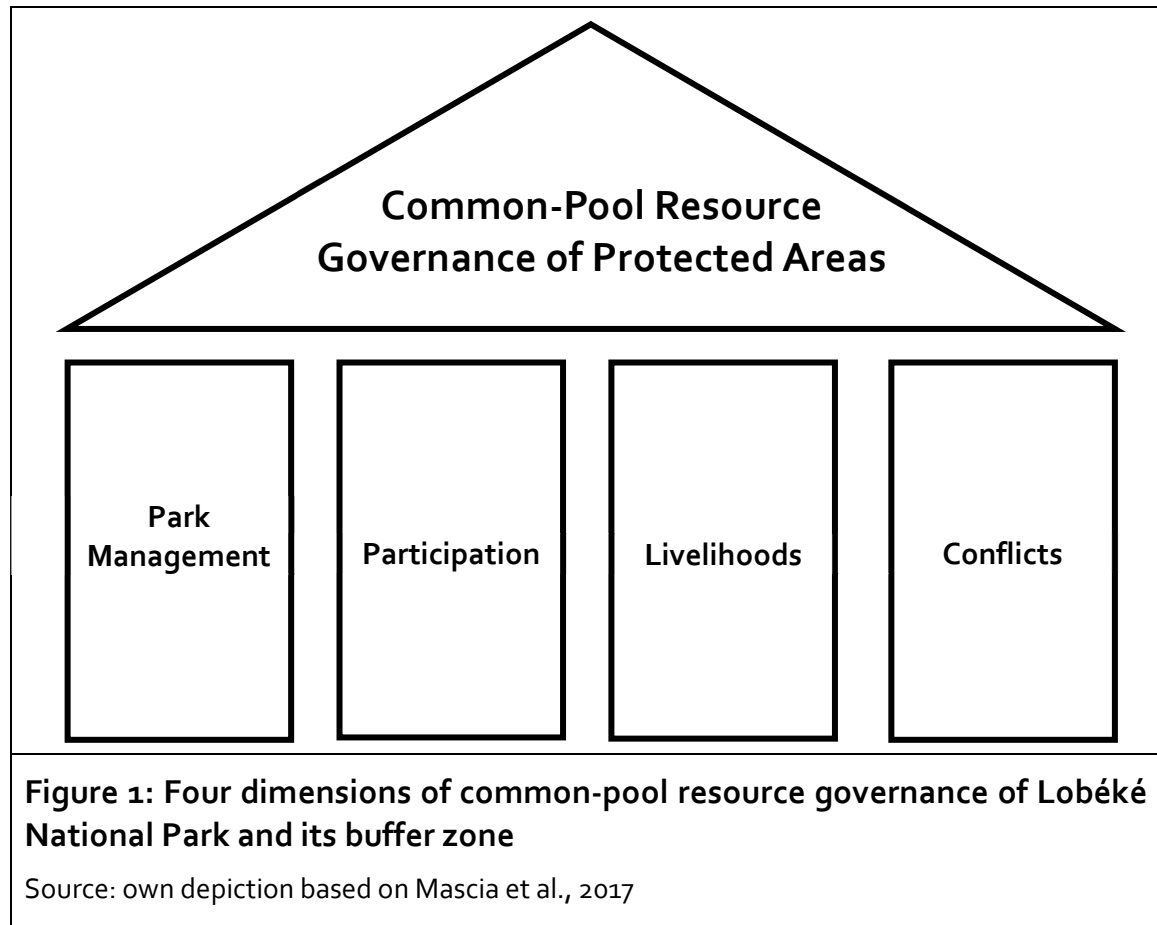 Common-Pool Resource
Governance of Protected Areas
Park
Management
Participation
Livelihoods
Conflicts
Figure 1: Four dimensions of common-pool resource governance of Lobéké
National Park and its buffer zone
Source: own depiction based on Mascia et al., 2017